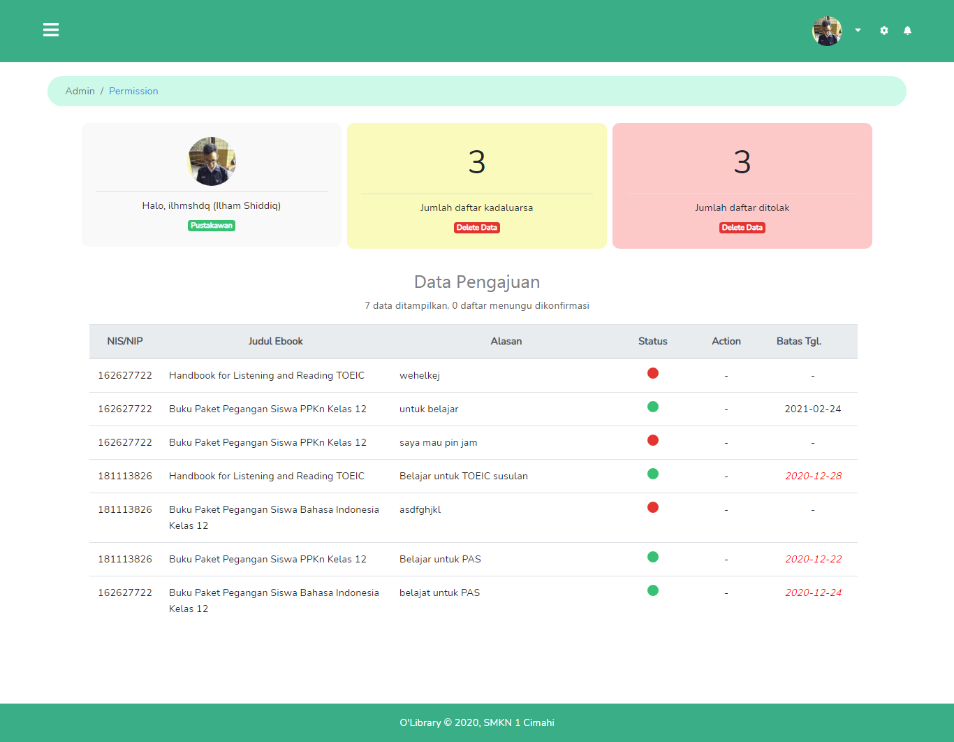 Admin / Permission
Halo, ilhmshdq (Ilham Shiddiq)
Pustakawan
3
Jumlah daftar kadaluarsa
Delete Data
3
Jumlah daftar ditolak
Delete Data
Data Pengajuan
7 data ditampilkan, 0 daftar menungu dikonfirmasi
NIS/NIP Judul Ebook Alasan Status Action Batas Tgl.
162627722 Handbook for Listening and Reading TOEIC wehelkej - -
162627722 Buku Paket Pegangan Siswa PPKn Kelas 12 untuk belajar - 2021-02-24
162627722 Buku Paket Pegangan Siswa PPKn Kelas 12 saya mau pin jam - -
181113826 Handbook for Listening and Reading TOEIC Belajar untuk TOEIC susulan - 2020-12-28
181113826 Buku Paket Pegangan Siswa Bahasa Indonesia asdfghjkl - -
Kelas 12
181113826 Buku Paket Pegangan Siswa PPKn Kelas 12 Belajar untuk PAS - 2020-12-22
162627722 Buku Paket Pegangan Siswa Bahasa Indonesia belajat untuk PAS - 2020-12-24
Kelas 12
O'Library © 2020, SMKN 1 Cimahi